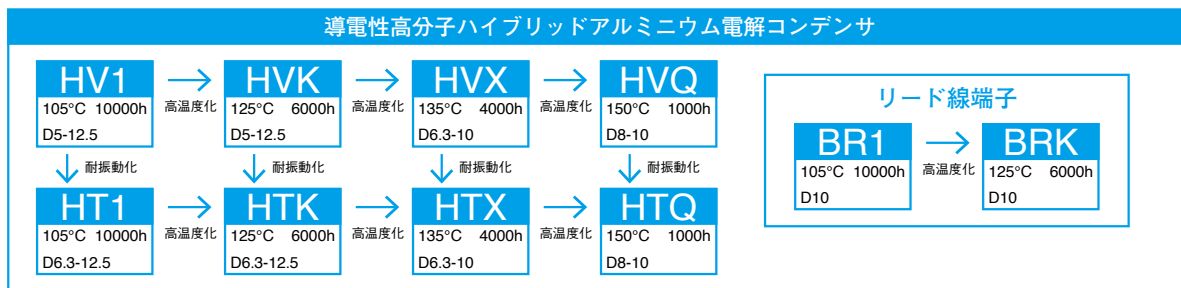 導電性高分子ハイブリッドアルミニウム電解コンデンサ
HV1
105°C 10000h
D5-12.5
高温度化
HVK
125°C 6000h
D5-12.5
高温度化
HVX
135°C 4000h
D6.3-10
高温度化
HVQ
150°C 1000h
D8-10
耐振動化
耐振動化
耐振動化
耐振動化
HT1
105°C 10000h
D6.3-12.5
高温度化
HTK
125°C 6000h
D6.3-12.5
高温度化
HTX
135°C 4000h
D6.3-10
高温度化
HTQ
150°C 1000h
D8-10
リード線端子
BR1
105°C 10000h
D10
高温度化
BRK
125°C 6000h
D10